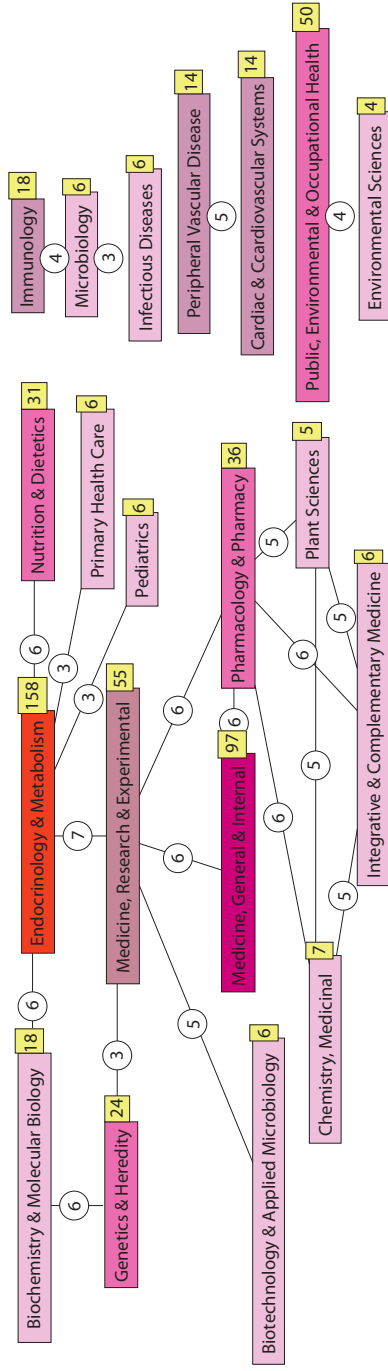 Biochemistry & Molecular Biology
18
6
Endocrinology & Metabolism
158
6
Nutrition & Dietetics
31
Immunology
18
4
Microbiology
6
3
Infectious Diseases
6
6
7
3
Primary Health Care
6
3
Pediatrics
6
Genetics & Heredity
24
3
Medicine, Research & Experimental
55
Peripheral Vascular Disease
14
5
Cardiac & Ccardiovascular Systems
14
5
6
6
Medicine, General & Internal
97
6
Pharmacology & Pharmacy
36
Biotechnology & Applied Microbiology
6
6
6
5
Chemistry, Medicinal
7
5
Plant Sciences
5
5
5
Integrative & Complementary Medicine
6
Public, Environmental & Occupational Health
50
4
Environmental Sciences
4